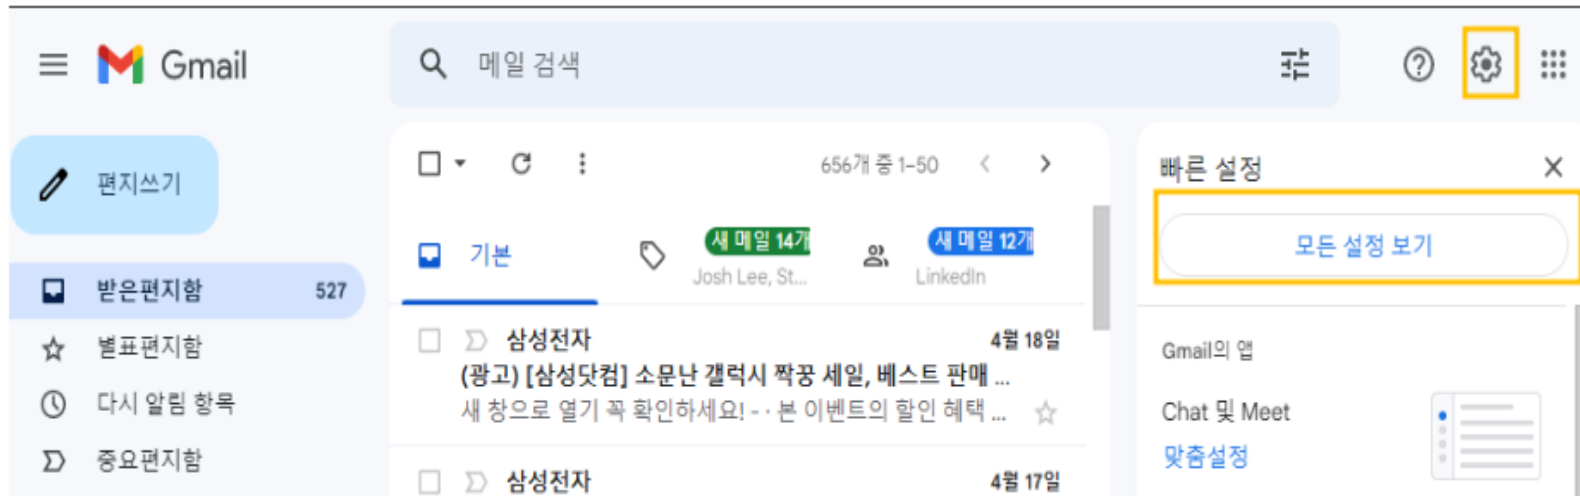 Gmail
메일 검색
편지쓰기
656개 중 1–50
빠른 설정
모든 설정 보기
기본
새 메일 14개
Josh Lee, St...
새 메일 12개
LinkedIn
받은편지함 527
별표편지함
다시 알림 항목
중요편지함
삼성전자 4월 18일
(광고) [삼성닷컴] 소문난 갤럭시 짝꿍 세일, 베스트 판매 ...
새 창으로 열기 꼭 확인하세요! - · 본 이벤트의 할인 혜택 ...
삼성전자 4월 17일
Gmail의 앱
Chat 및 Meet
맞춤설정